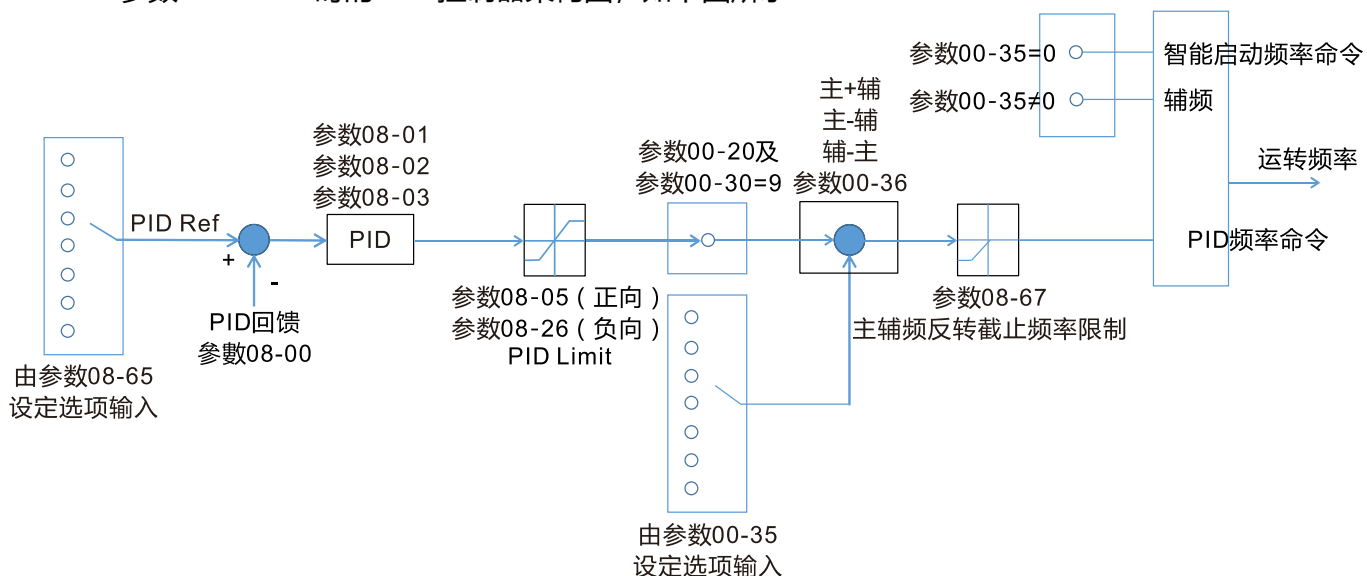 参数00-35=0
智能启动频率命令
参数00-35≠0
辅频
主+辅
主-辅
辅-主
参数00-36
参数08-01
参数08-02
参数08-03
参数00-20及
参数00-30=9
运转频率
PID Ref
+
-
PID
PID频率命令
PID回馈
參數08-00
参数08-05（正向）
参数08-26（负向）
PID Limit
参数08-67
主辅频反转截止频率限制
由参数08-65
设定选项输入
由参数00-35
设定选项输入